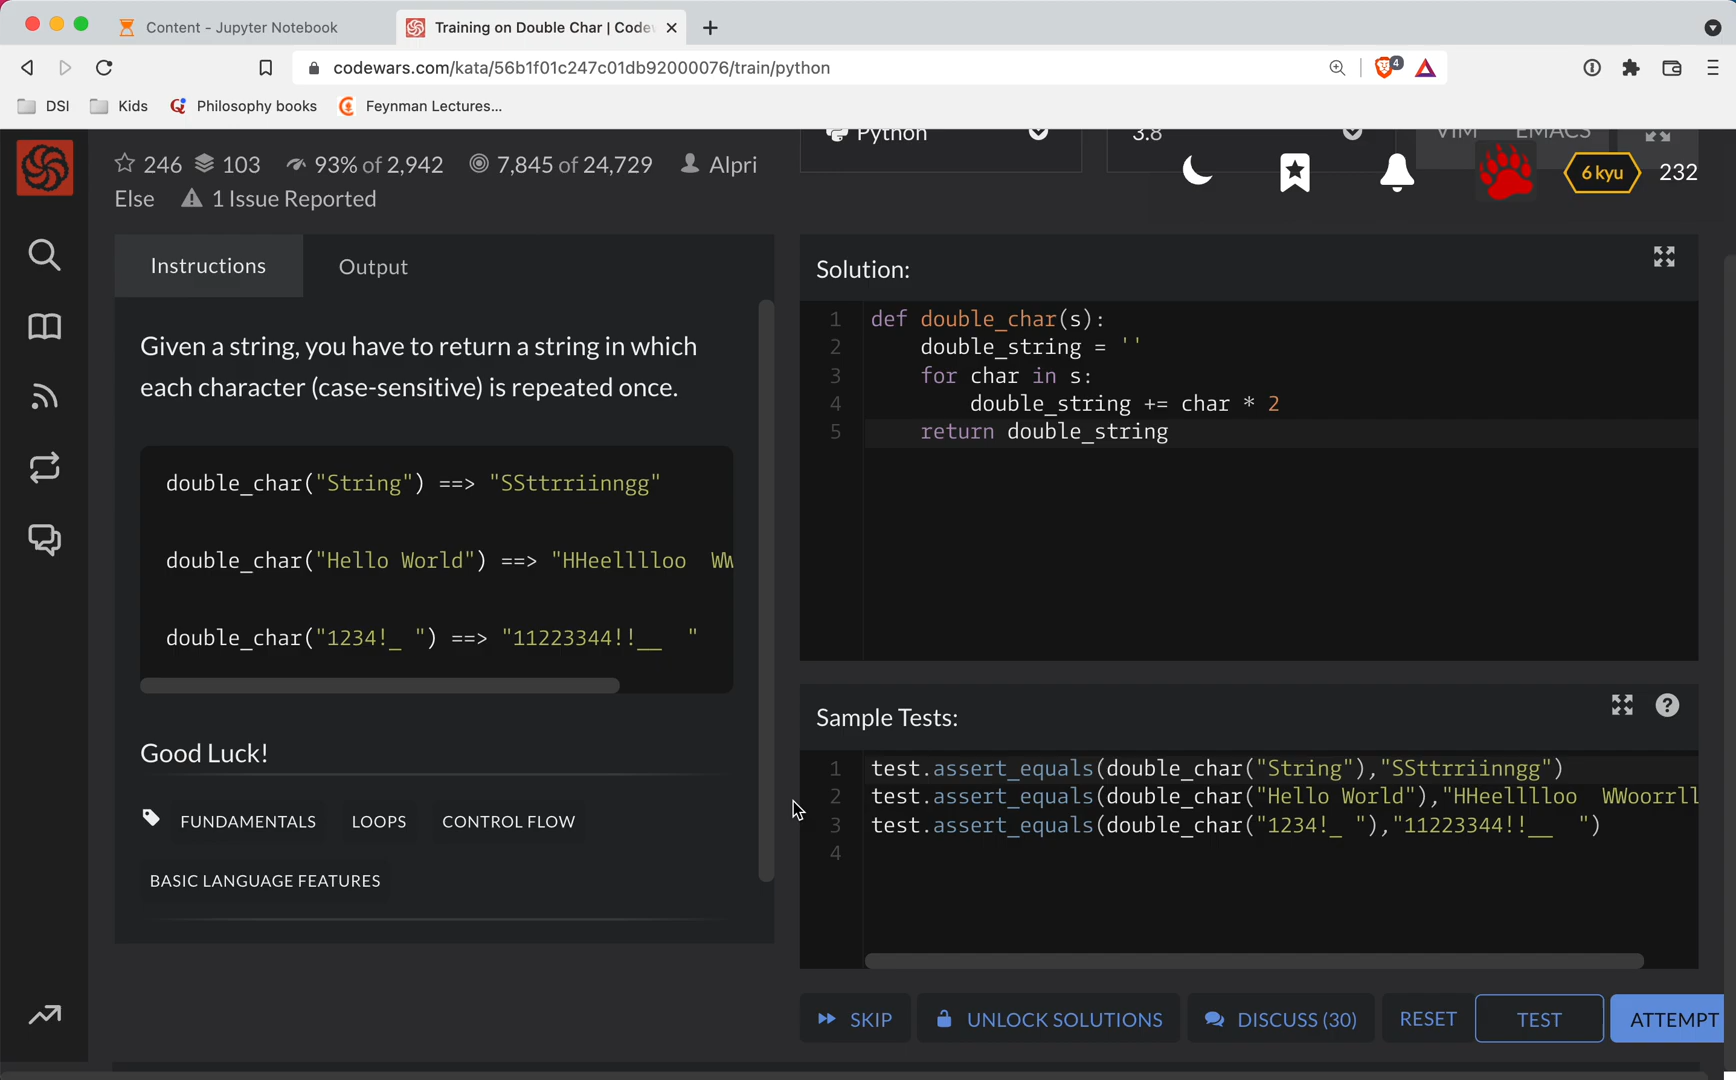 Content - Jupyter Notebook
Training on Double Char | Code
codewars.com/kata/56b1f01c247c01db92000076/train/python
4
DSI
Kids
Philosophy books
Feynman Lectures...
Python
3.8
VIM
EMACS
246 103 93% of 2,942 7,845 of 24,729 Alpri
Else 1 Issue Reported
6 kyu
232
Instructions
Output
Given a string, you have to return a string in which
each character (case-sensitive) is repeated once.
double_char("String") ==> "SSttrriinngg"
double_char("Hello World") ==> "HHeelllloo  WW
double_char("1234!_ ") ==> "11223344!!__  "
Good Luck!
FUNDAMENTALS
LOOPS
CONTROL FLOW
BASIC LANGUAGE FEATURES
Solution:
1 def double_char(s):
2     double_string = ''
3     for char in s:
4         double_string += char * 2
5     return double_string
Sample Tests:
1 test.assert_equals(double_char("String"),"SSttrriinngg")
2 test.assert_equals(double_char("Hello World"),"HHeelllloo  WWoorrll
3 test.assert_equals(double_char("1234!_ "),"11223344!!__  ")
4
SKIP
UNLOCK SOLUTIONS
DISCUSS (30)
RESET
TEST
ATTEMPT